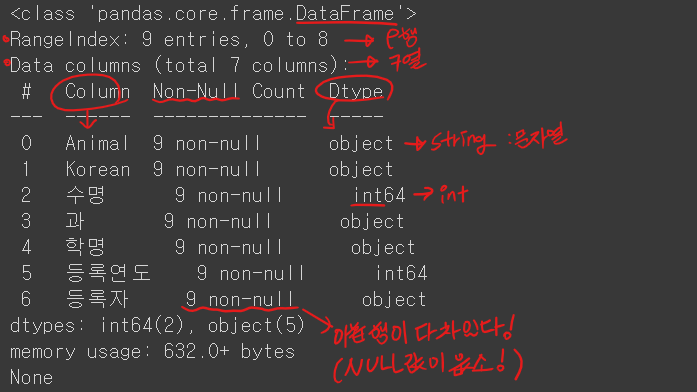 <class 'pandas.core.frame.DataFrame'>
RangeIndex: 9 entries, 0 to 8 → 9행
Data columns (total 7 columns): → 7열
# Column Non-Null Count Dtype
--- ------ -------------- -----
0 Animal 9 non-null object → string : 문자열
1 Korean 9 non-null object
2 수명 9 non-null int64 → int
3 과 9 non-null object
4 학명 9 non-null object
5 등록연도 9 non-null int64
6 등록자 9 non-null object
dtypes: int64(2), object(5)
memory usage: 632.0+ bytes
None
다 차있다!
(NULL값이 없소!)